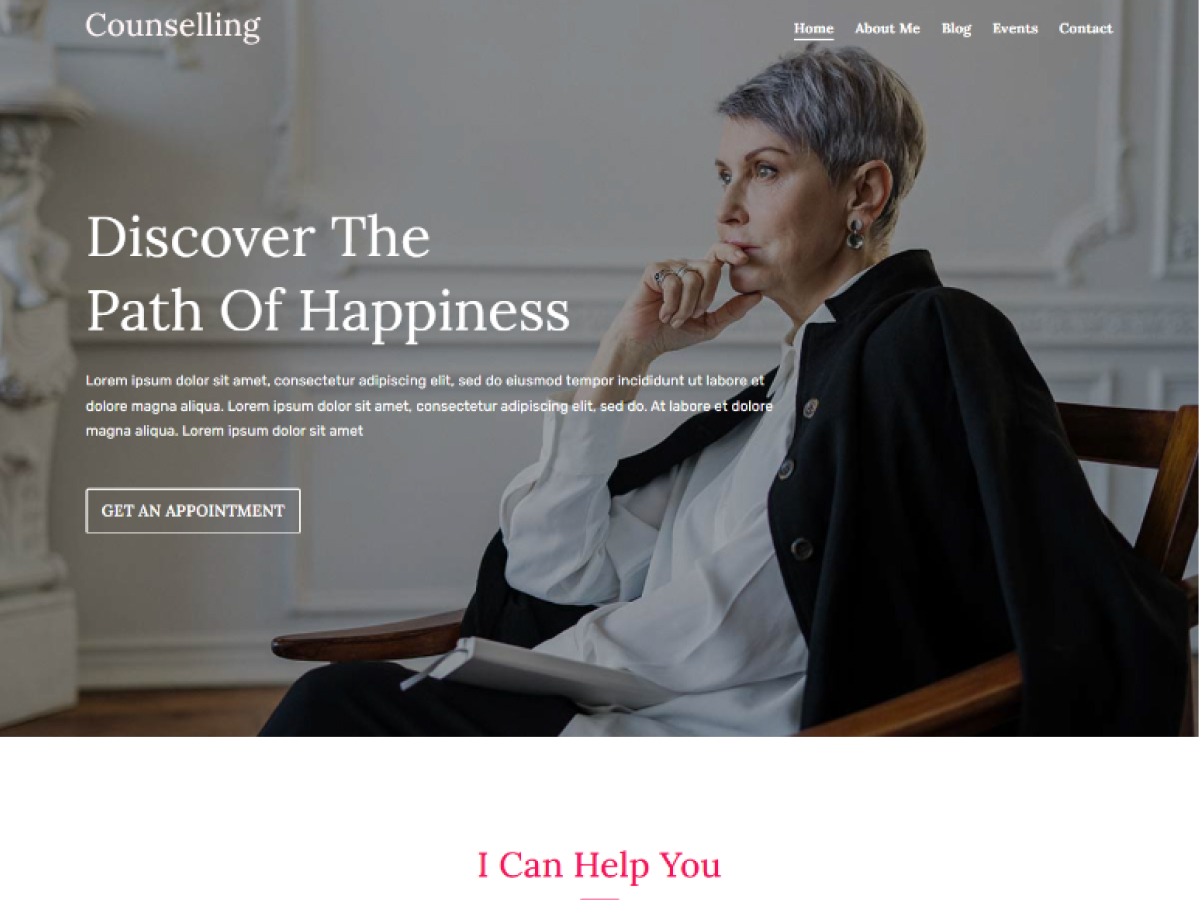 Counselling
Home About Me Blog Events Contact
Discover The
Path Of Happiness
Lorem ipsum dolor sit amet, consectetur adipiscing elit, sed do eiusmod tempor incididunt ut labore et
dolore magna aliqua. Lorem ipsum dolor sit amet, consectetur adipiscing elit, sed do. At labore et dolore
magna aliqua. Lorem ipsum dolor sit amet
GET AN APPOINTMENT
I Can Help You